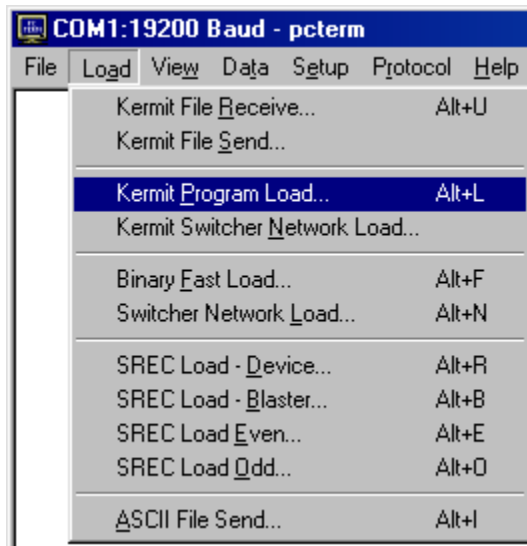 COM1:19200 Baud - pcterm
File Load View Data Setup Protocol Help
Kermit File Receive... Alt+U
Kermit File Send...
Kermit Program Load... Alt+L
Kermit Switcher Network Load...
Binary Fast Load... Alt+F
Switcher Network Load... Alt+N
SREC Load - Device... Alt+R
SREC Load - Blaster... Alt+B
SREC Load Even... Alt+E
SREC Load Odd... Alt+O
ASCII File Send... Alt+I